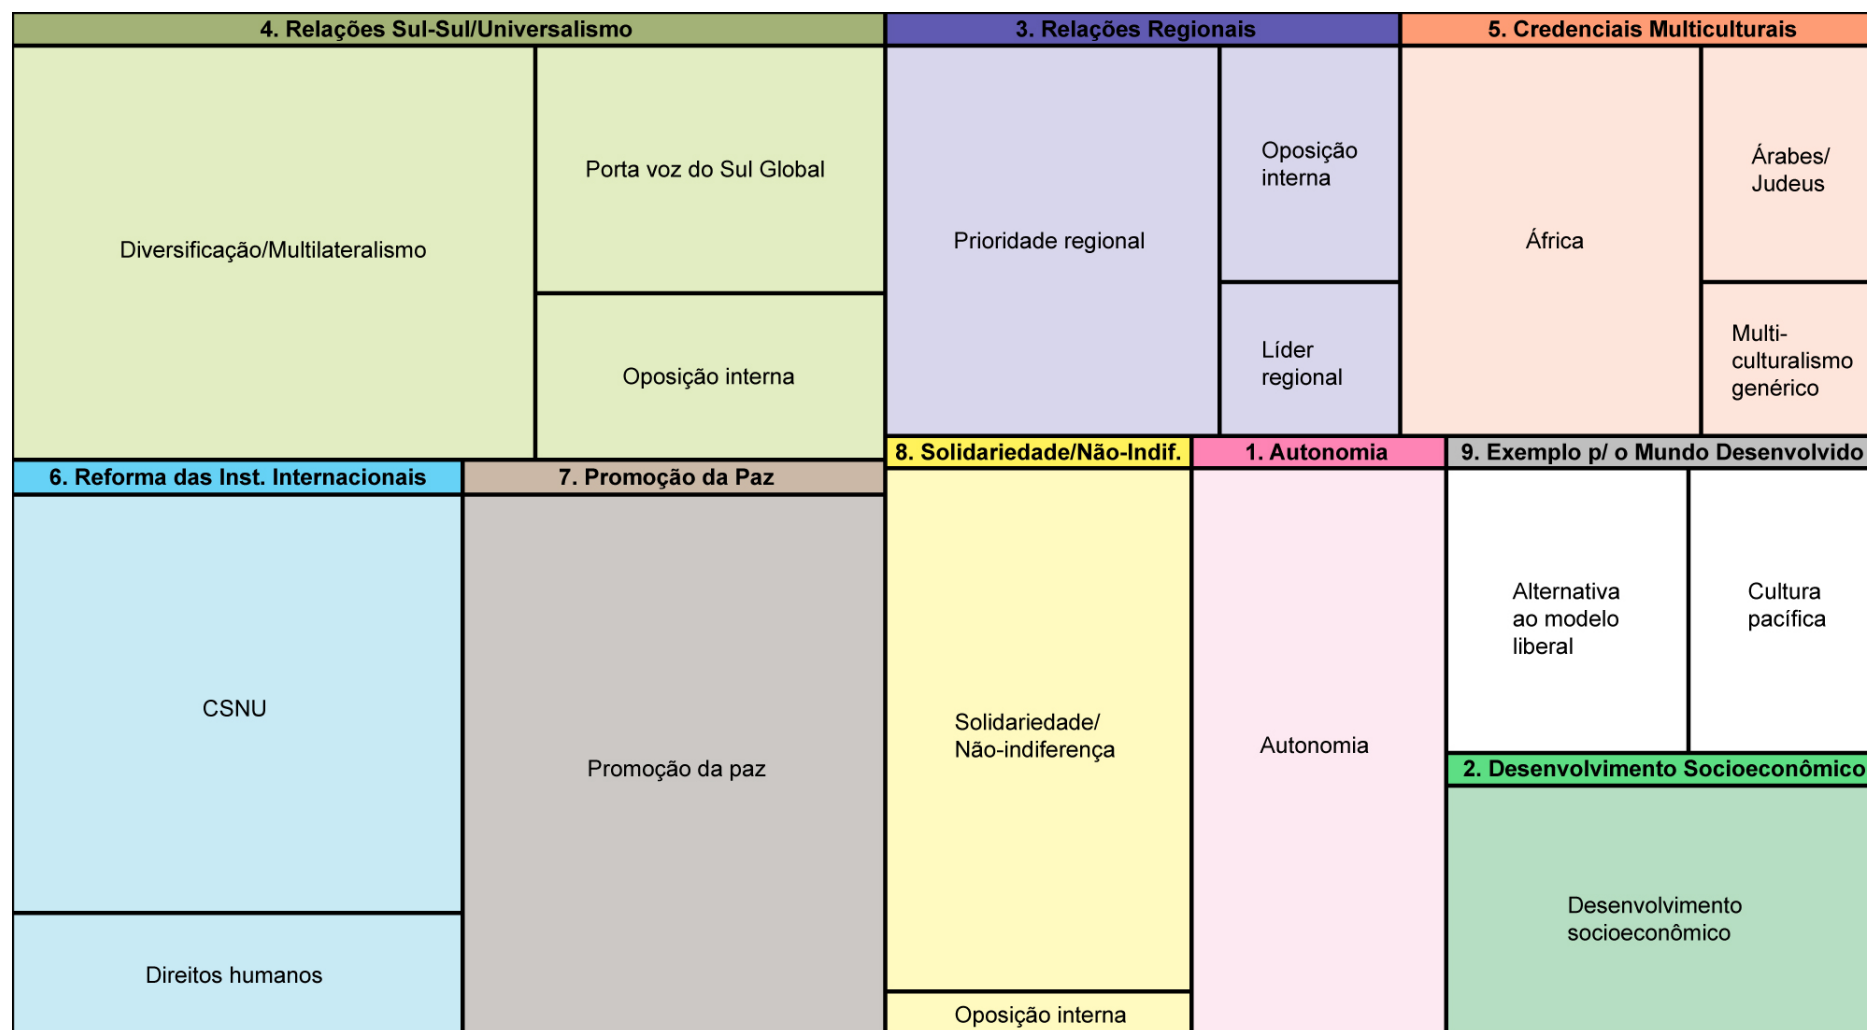 4. Relações Sul-Sul/Universalismo
Diversificação/Multilateralismo
Porta voz do Sul Global
Oposição interna
3. Relações Regionais
Prioridade regional
Oposição
interna
Líder
regional
5. Credenciais Multiculturais
África
Árabes/
Judeus
Multi-
culturalismo
genérico
6. Reforma das Inst. Internacionais
CSNU
Direitos humanos
7. Promoção da Paz
Promoção da paz
8. Solidariedade/Não-Indif.
Solidariedade/
Não-indiferença
Oposição interna
1. Autonomia
Autonomia
9. Exemplo p/ o Mundo Desenvolvido
Alternativa
ao modelo
liberal
Cultura
pacífica
2. Desenvolvimento Socioeconômico
Desenvolvimento
socioeconômico